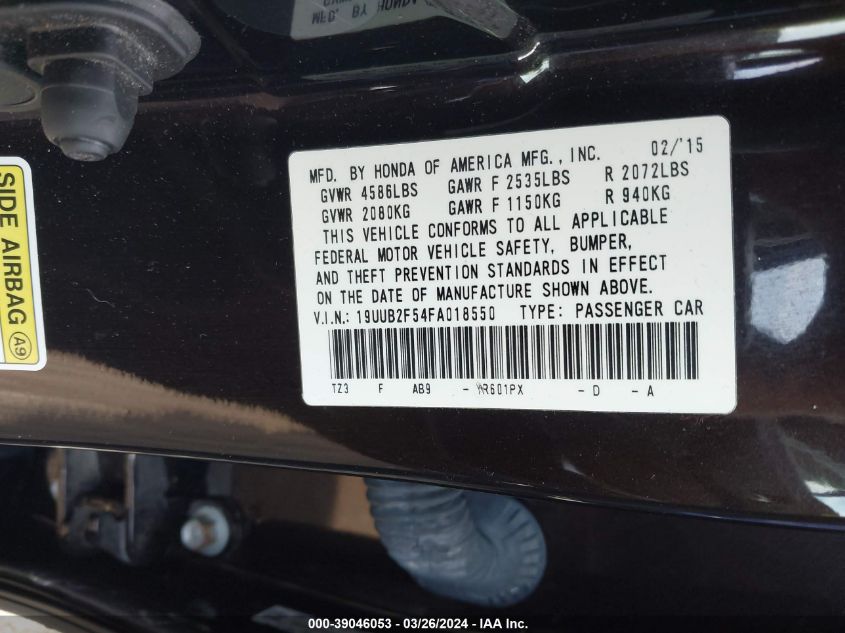 MFD. BY HONDA OF AMERICA MFG., INC. 02/'15
GVWR 4586LBS GAWR F 2535LBS R 2072LBS
GVWR 2080KG GAWR F 1150KG R 940KG
THIS VEHICLE CONFORMS TO ALL APPLICABLE
FEDERAL MOTOR VEHICLE SAFETY, BUMPER,
AND THEFT PREVENTION STANDARDS IN EFFECT
ON THE DATE OF MANUFACTURE SHOWN ABOVE.
V.I.N.: 19UUB2F54FA018550 TYPE: PASSENGER CAR
TZ3 F AB9 - R601PX - D - A
SIDE AIRBAG A9
000-39046053 - 03/26/2024 - IAA Inc.